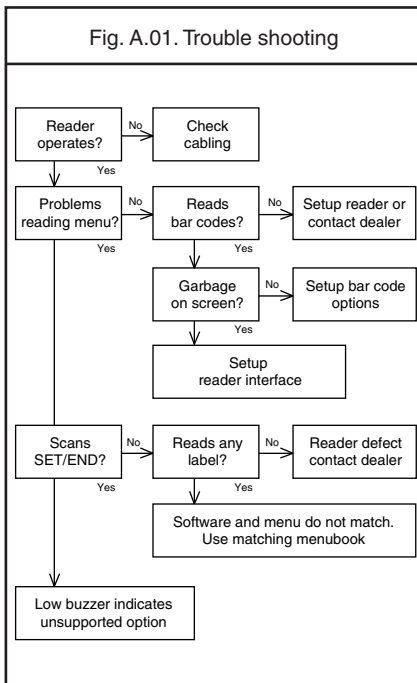 Fig. A.01. Trouble shooting
Reader
operates?
No
Check
cabling
Yes
Problems
reading menu?
No
Reads
bar codes?
No
Setup reader or
contact dealer
Yes
Yes
Garbage
on screen?
No
Setup bar code
options
Yes
Setup
reader interface
Scans
SET/END?
No
Reads any
label?
No
Reader defect
contact dealer
Yes
Yes
Software and menu do not match.
Use matching menubook
Low buzzer indicates
unsupported option